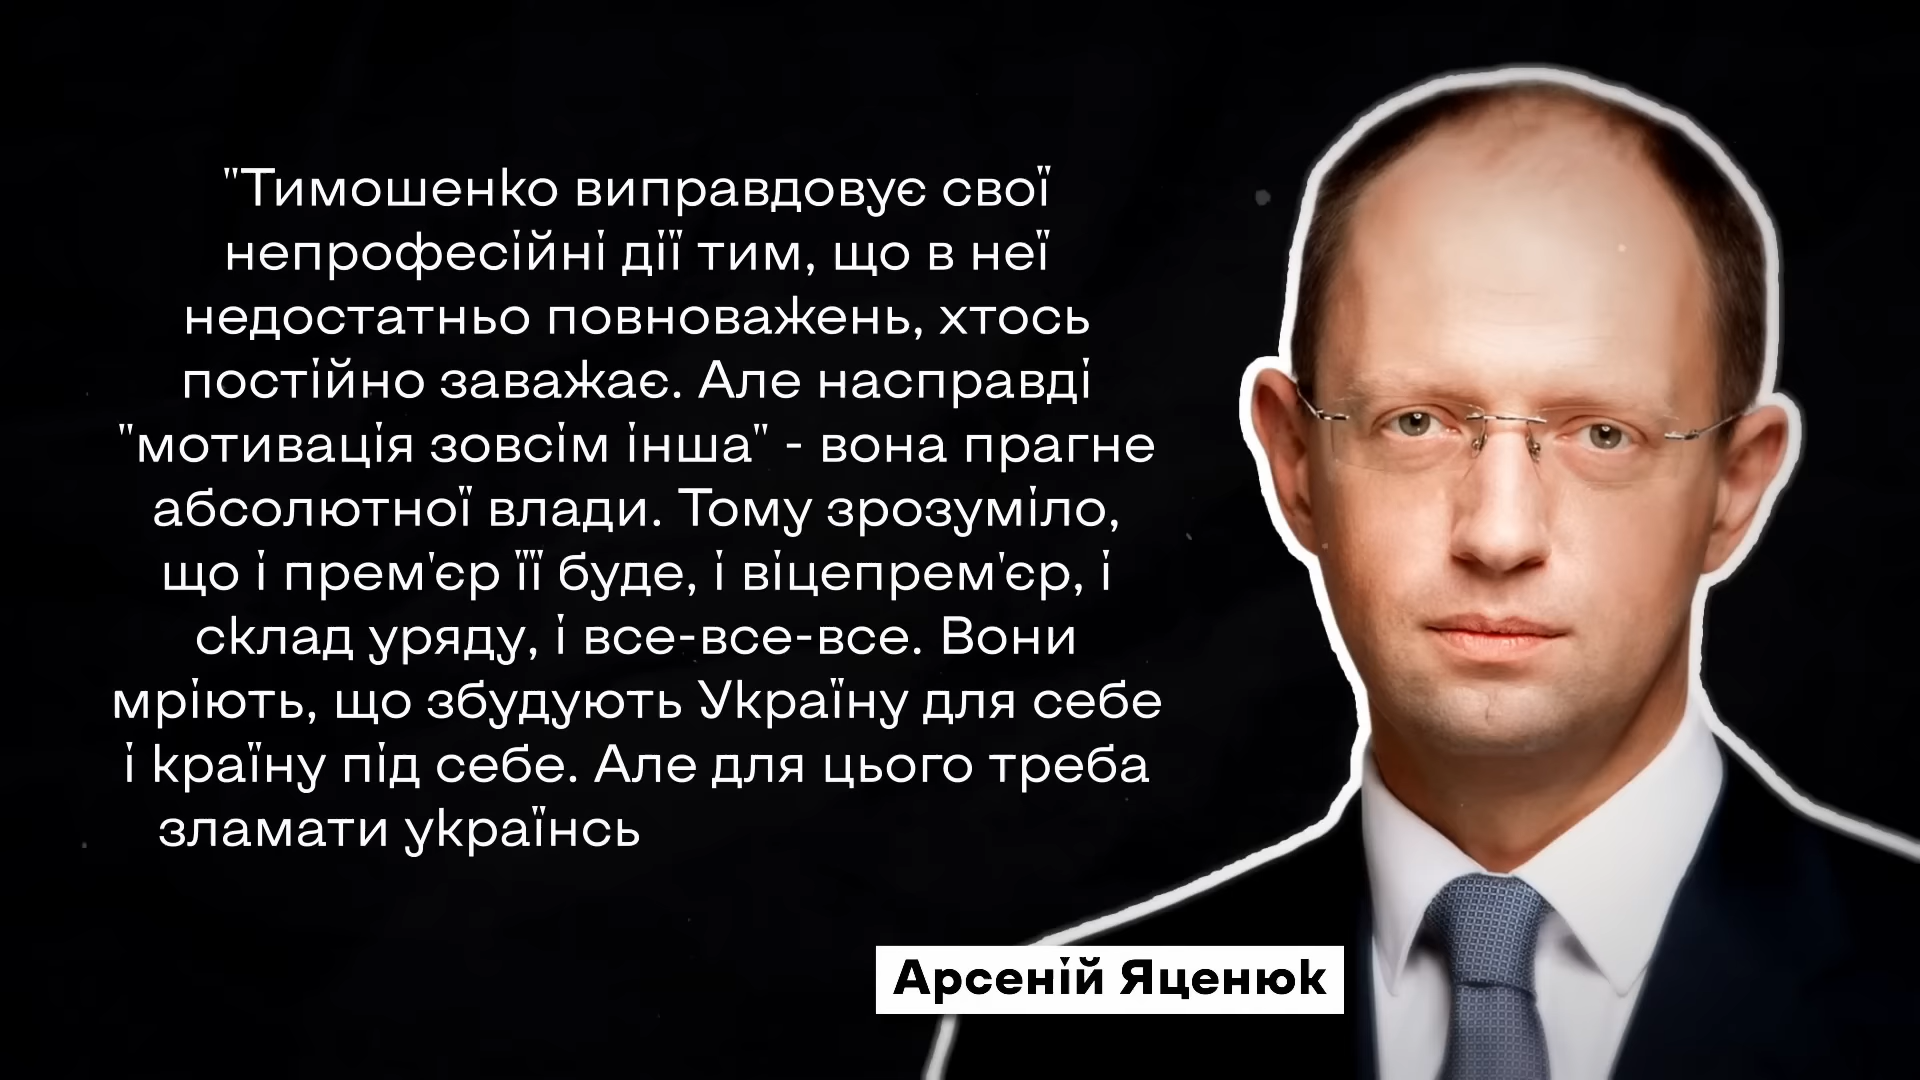 "Тимошенко виправдовує свої
непрофесійні дії тим, що в неї
недостатньо повноважень, хтось
постійно заважає. Але насправді
"мотивація зовсім інша" - вона прагне
абсолютної влади. Тому зрозуміло,
що і прем'єр її буде, і віцепрем'єр, і
склад уряду, і все-все-все. Вони
мріють, що збудують Україну для себе
і країну під себе. Але для цього треба
зламати українсь
Арсеній Яценюк